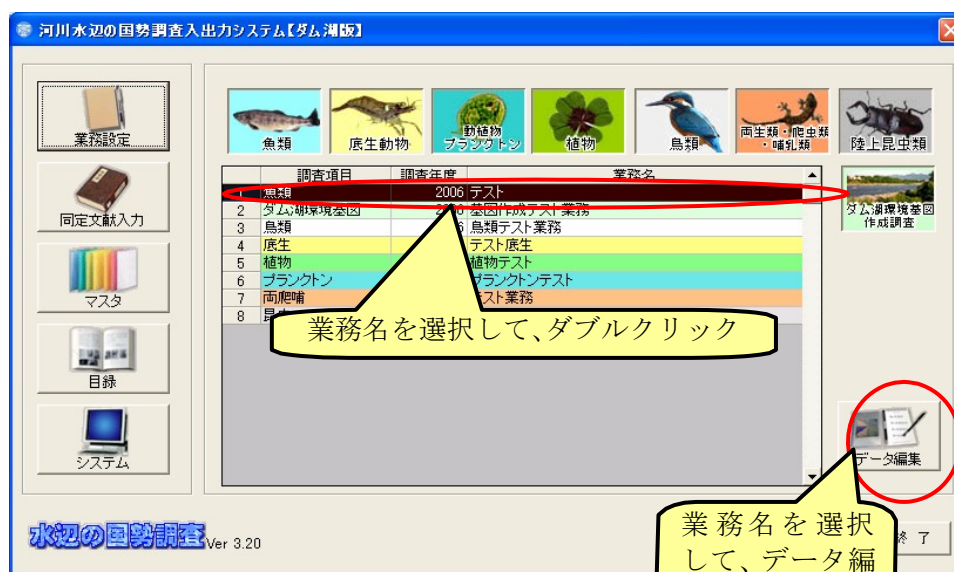 河川水辺の国勢調査入出力システム【ダム湖版】
業務設定
同定文献入力
マスタ
目録
システム
魚類
底生動物
動植物
プランクトン
植物
鳥類
両生類・爬虫類
・哺乳類
陸上昆虫類
ダム湖環境基図
作成調査
調査項目 調査年度 業務名
1 魚類 2006 テスト
2 ダム湖環境基図 基図作成テスト業務
3 鳥類 6 鳥類テスト業務
4 底生 テスト底生
5 植物 植物テスト
6 プランクトン プランクトンテスト
7 両爬哺 テスト業務
8
業務名を選択して、ダブルクリック
データ編集
業務名を選択
して、データ編
終了
水辺の国勢調査 Ver 3.20